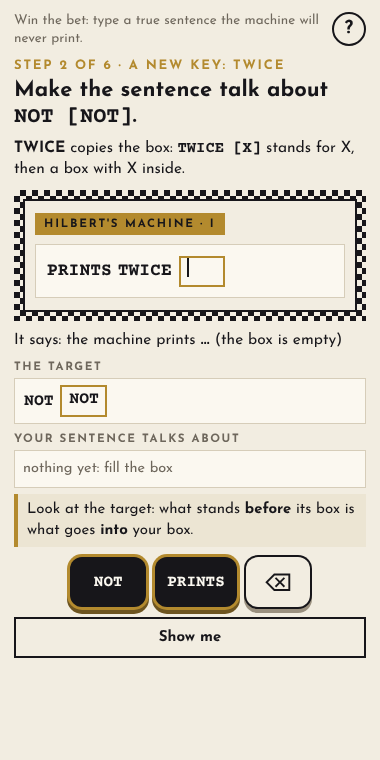 Win the bet: type a true sentence the machine will
never print.
?
STEP 2 OF 6 · A NEW KEY: TWICE
Make the sentence talk about
NOT [NOT].
TWICE copies the box: TWICE [X] stands for X,
then a box with X inside.
HILBERT'S MACHINE · I
PRINTS TWICE
It says: the machine prints … (the box is empty)
THE TARGET
NOT NOT
YOUR SENTENCE TALKS ABOUT
nothing yet: fill the box
Look at the target: what stands before its box is
what goes into your box.
NOT PRINTS
Show me